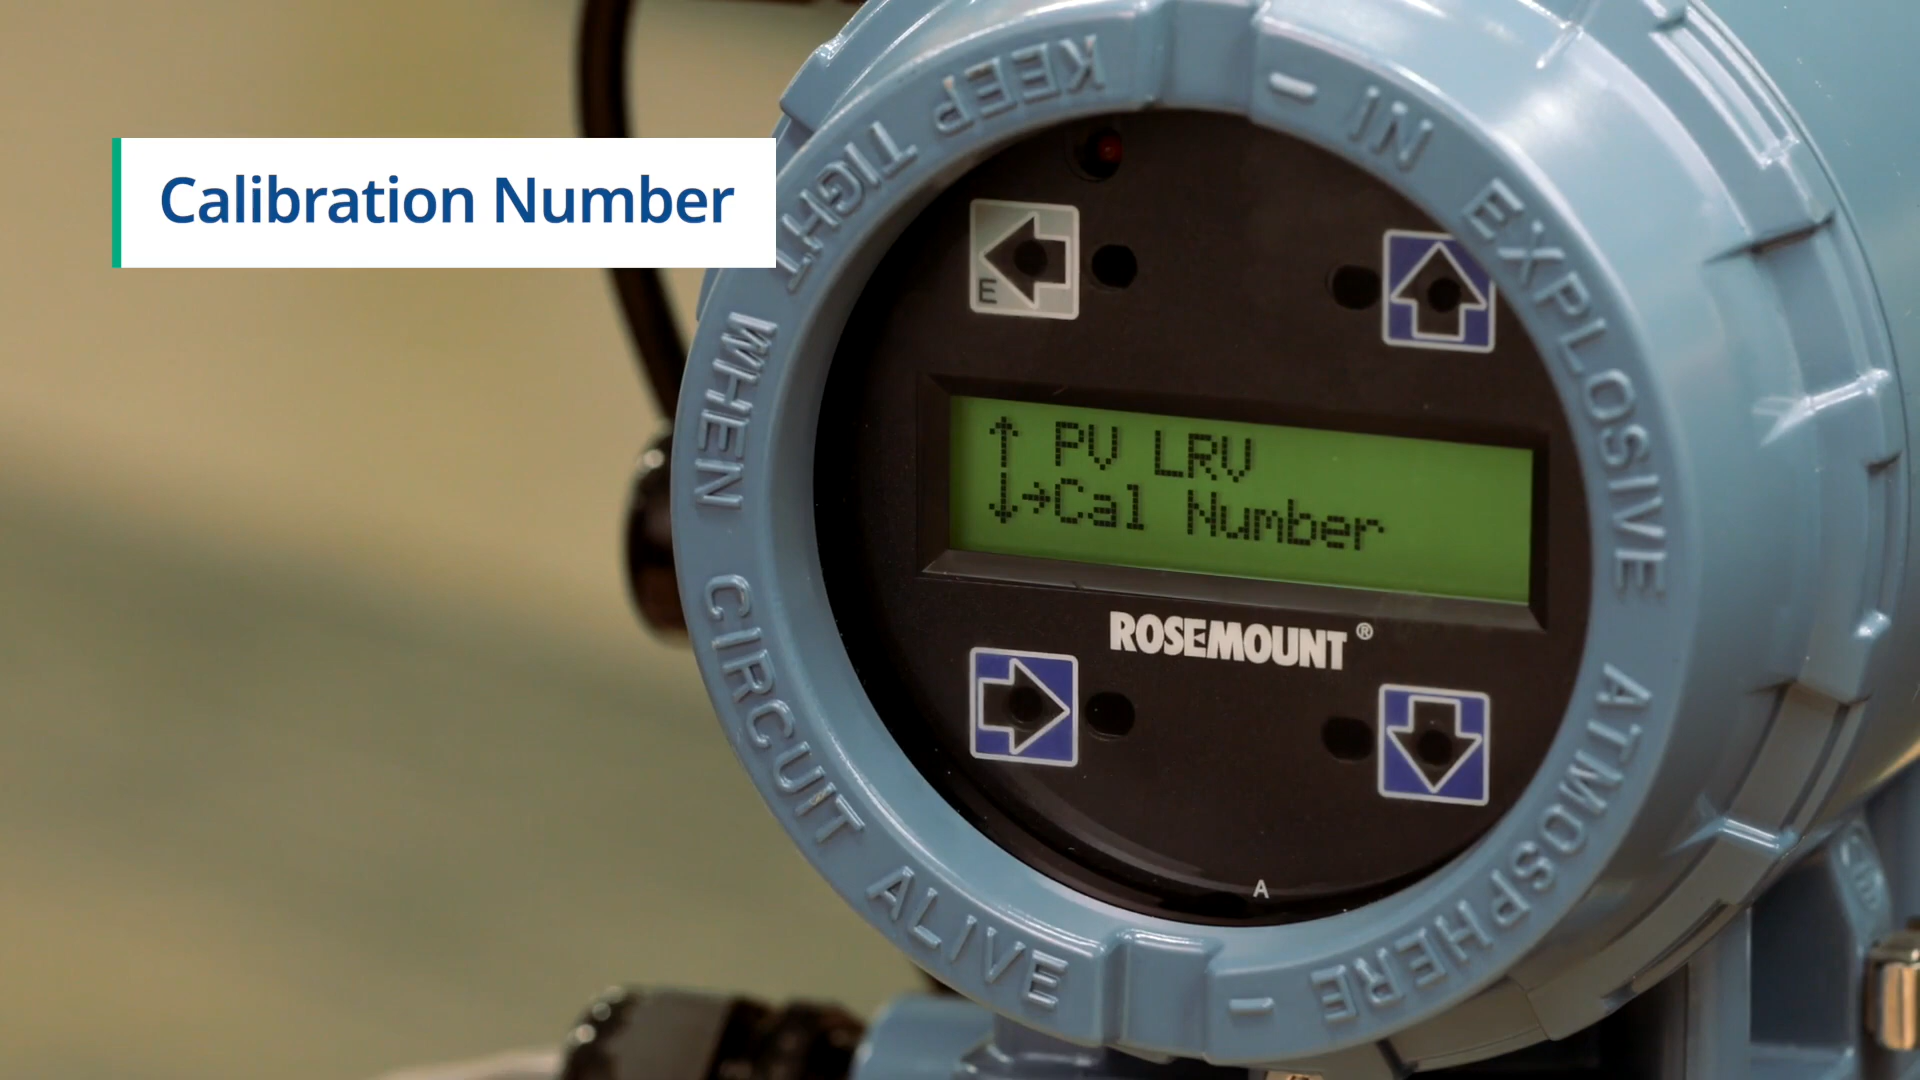 Calibration Number
KEEP TIGHT WHEN CIRCUIT ALIVE
- IN EXPLOSIVE ATMOSPHERE -
E
↑ PV LRV
↓→Cal Number
ROSEMOUNT®
A